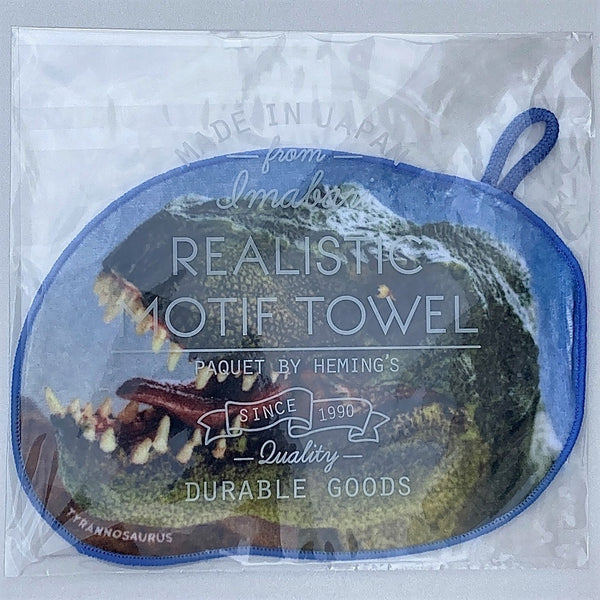 MADE IN JAPAN
from
Imabari
REALISTIC
MOTIF TOWEL
PAQUET BY HEMING'S
SINCE 1990
Quality
DURABLE GOODS
TYRANNOSAURUS